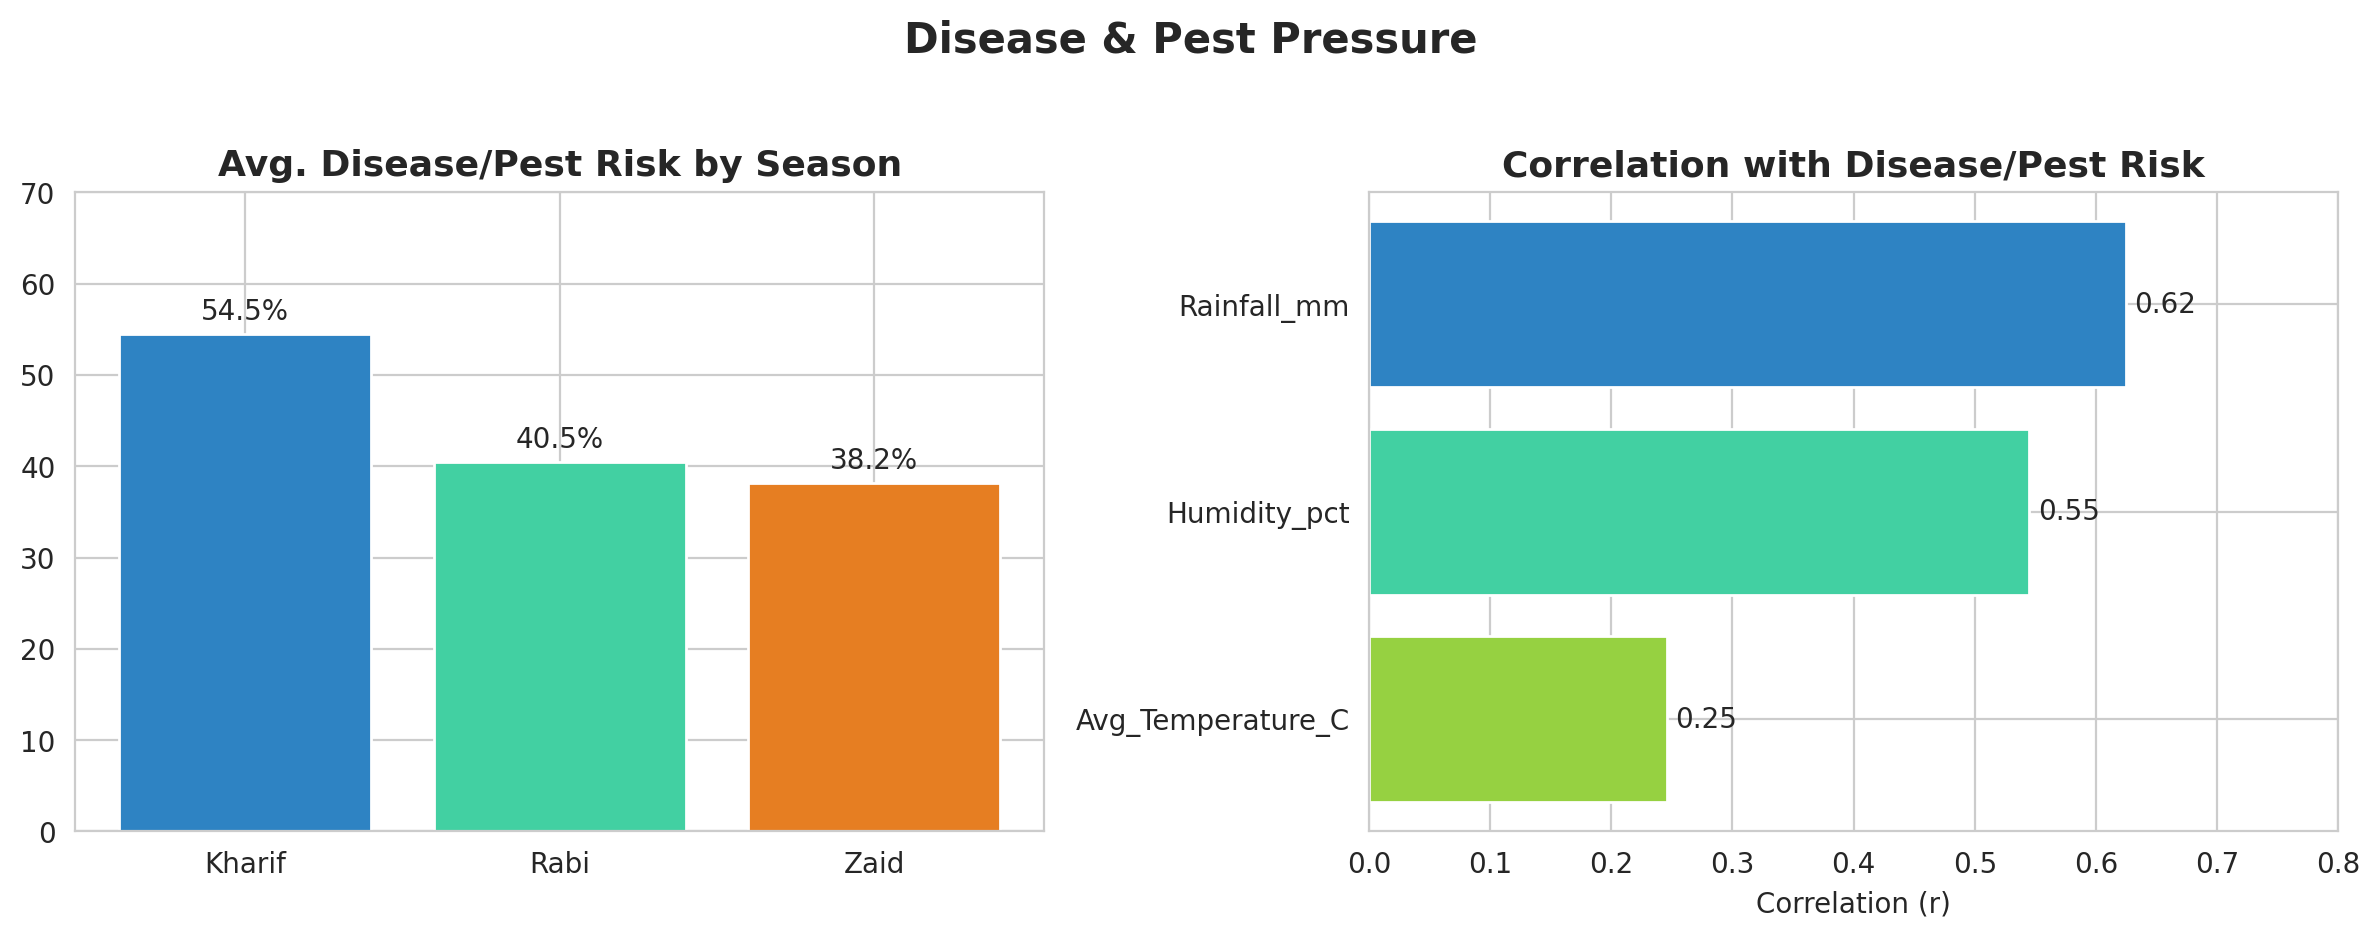 Disease & Pest Pressure
Avg. Disease/Pest Risk by Season
70
60
50
40
30
20
10
0
54.5%
40.5%
38.2%
Kharif
Rabi
Zaid
Correlation with Disease/Pest Risk
Rainfall_mm
0.62
Humidity_pct
0.55
Avg_Temperature_C
0.25
0.0
0.1
0.2
0.3
0.4
0.5
0.6
0.7
0.8
Correlation (r)